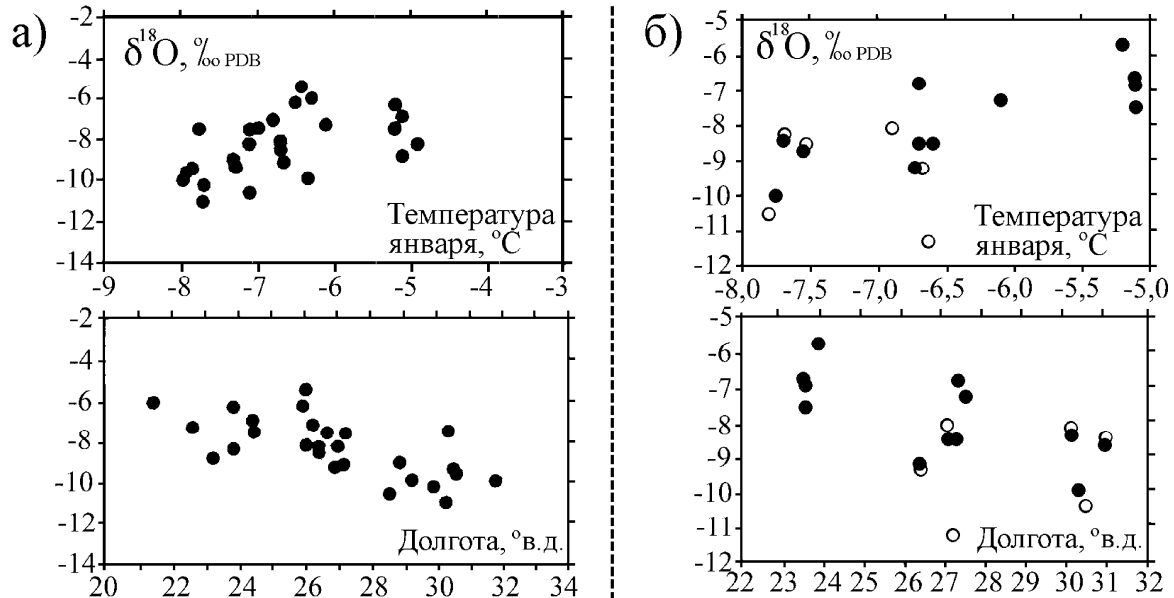 а)
δ¹⁸O, ‰ PDB
-2
-4
-6
-8
-10
-12
-14
Температура
января, °C
-9 -8 -7 -6 -5 -4 -3
-2
-4
-6
-8
-10
-12
-14
Долгота, °в.д.
20 22 24 26 28 30 32 34
б)
δ¹⁸O, ‰ PDB
-5
-6
-7
-8
-9
-10
-11
-12
Температура
января, °C
-8,0 -7,5 -7,0 -6,5 -6,0 -5,5 -5,0
-5
-6
-7
-8
-9
-10
-11
-12
Долгота, °в.д.
22 23 24 26 27 28 29 30 31 32